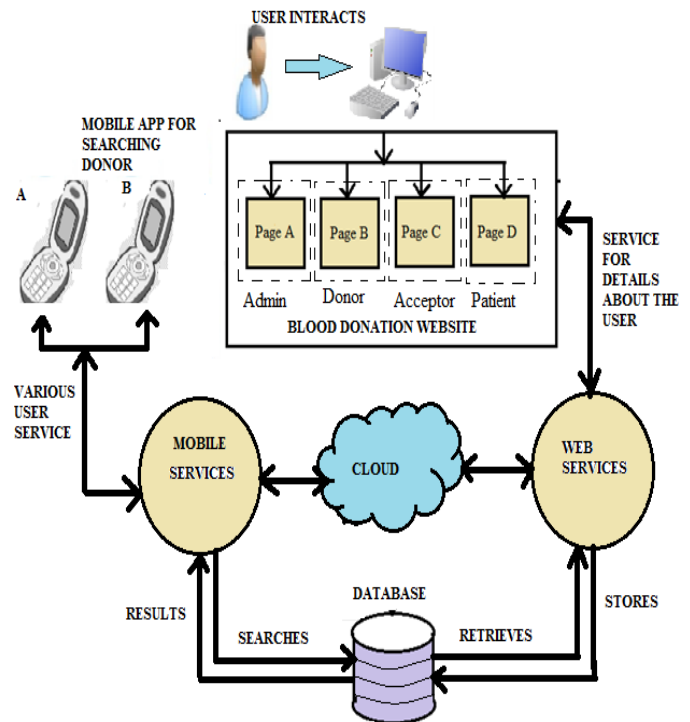 USER INTERACTS
MOBILE APP FOR
SEARCHING
DONOR
A
B
Page A
Page B
Page C
Page D
Admin
Donor
Acceptor
Patient
BLOOD DONATION WEBSITE
SERVICE
FOR
DETAILS
ABOUT THE
USER
VARIOUS
USER
SERVICE
MOBILE
SERVICES
CLOUD
WEB
SERVICES
DATABASE
RESULTS
SEARCHES
RETRIEVES
STORES